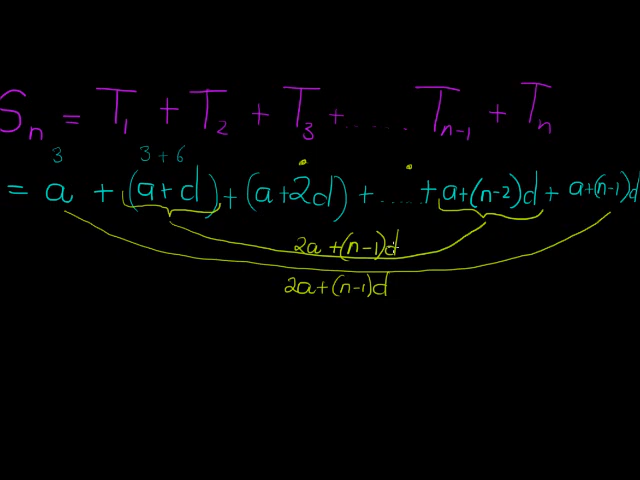 Sn = T1 + T2 + T3 + ...... Tn-1 + Tn
3 3 + 6
= a + (a + d) + (a + 2d) + ..... + a + (n-2)d + a + (n-1)d
2a + (n-1)d
2a + (n-1)d